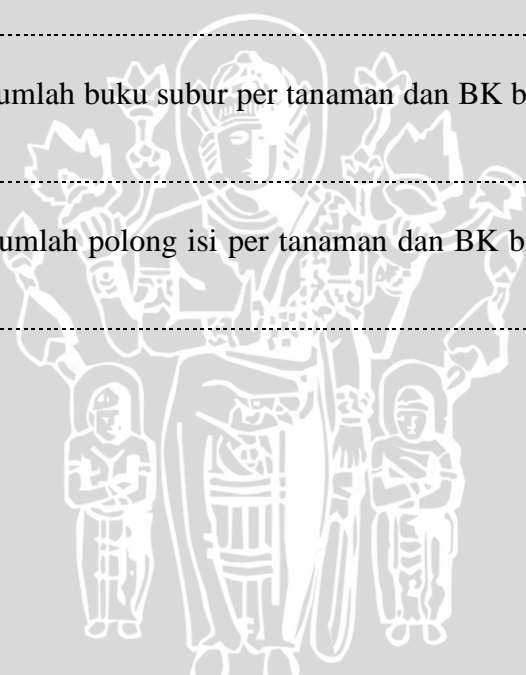 umlah buku subur per tanaman dan BK b
umlah polong isi per tanaman dan BK b